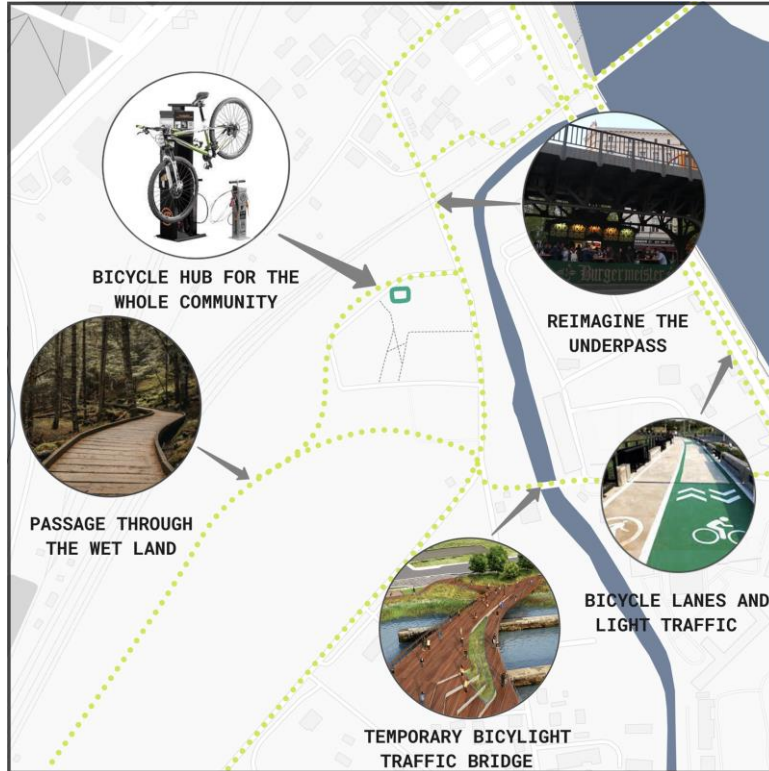 BICYCLE HUB FOR THE
WHOLE COMMUNITY
Burgermeister
REIMAGINE THE
UNDERPASS
PASSAGE THROUGH
THE WET LAND
BICYCLE LANES AND
LIGHT TRAFFIC
TEMPORARY BICYLIGHT
TRAFFIC BRIDGE